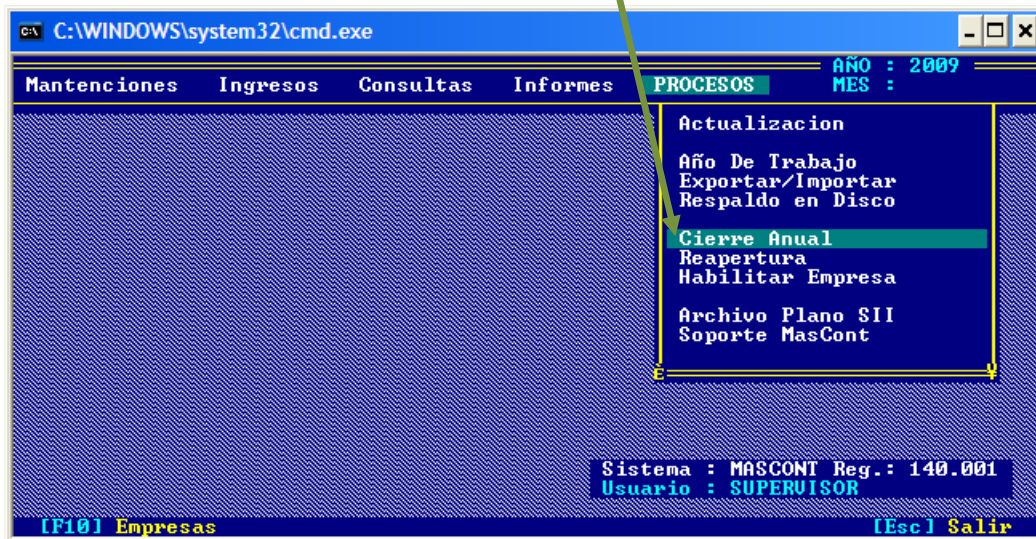 C:\WINDOWS\system32\cmd.exe
AÑO : 2009
Mantenciones Ingresos Consultas Informes PROCESOS MES :
Actualizacion
Año De Trabajo
Exportar/Importar
Respaldo en Disco
Cierre Anual
Reapertura
Habilitar Empresa
Archivo Plano SII
Soporte MasCont
Sistema : MASCONT Reg.: 140.001
Usuario : SUPERVISOR
[F10] Empresas [Esc] Salir